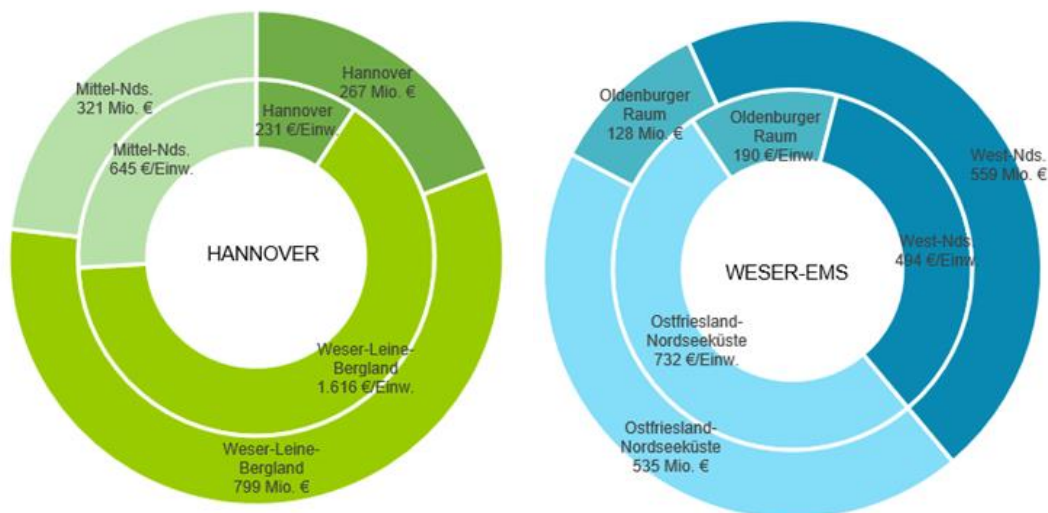 Mittel-Nds.
321 Mio. €
Hannover
267 Mio. €
Hannover
231 €/Einw.
Mittel-Nds.
645 €/Einw.
HANNOVER
Weser-Leine-
Bergland
1.616 €/Einw.
Weser-Leine-
Bergland
799 Mio. €
Oldenburger
Raum
128 Mio. €
Oldenburger
Raum
190 €/Einw.
West-Nds.
559 Mio. €
West-Nds.
494 €/Einw.
WESER-EMS
Ostfriesland-
Nordseeküste
732 €/Einw.
Ostfriesland-
Nordseeküste
535 Mio. €